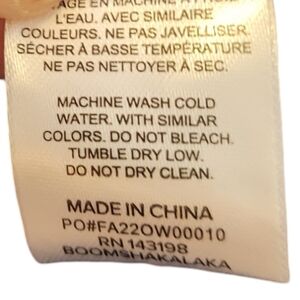 L'EAU. AVEC SIMILAIRE
COULEURS. NE PAS JAVELLISER.
SÉCHER À BASSE TEMPÉRATURE
NE PAS NETTOYER À SEC.
MACHINE WASH COLD
WATER. WITH SIMILAR
COLORS. DO NOT BLEACH.
TUMBLE DRY LOW.
DO NOT DRY CLEAN.
MADE IN CHINA
PO#FA22OW00010
RN 143198
BOOMSHAKALAKA